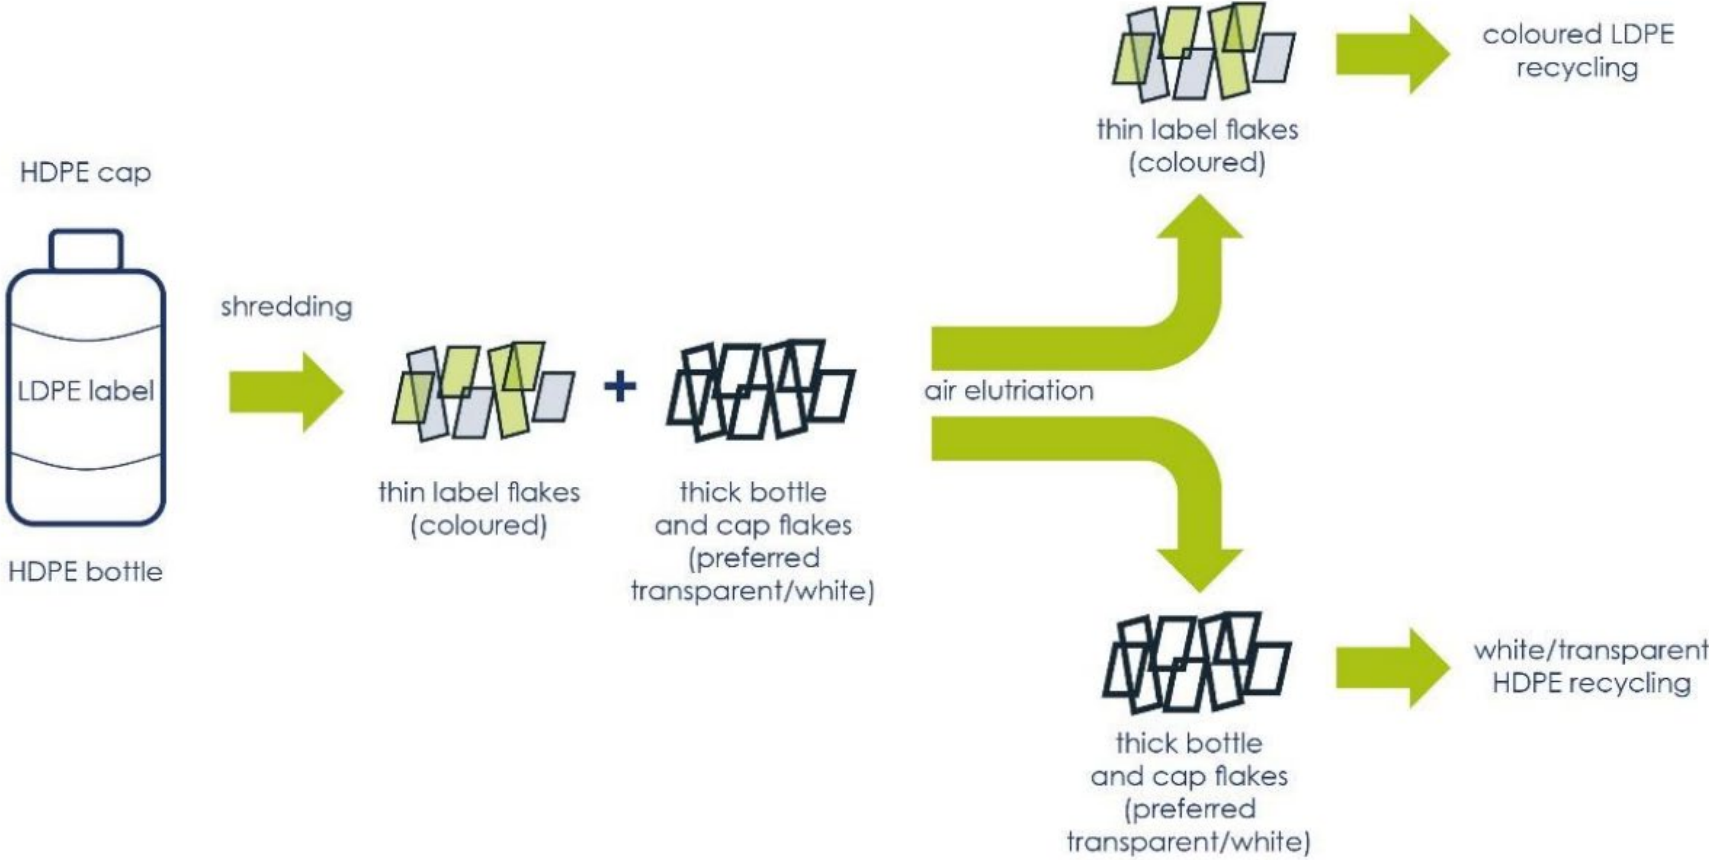 HDPE cap
LDPE label
HDPE bottle
shredding
thin label flakes
(coloured)
+
thick bottle
and cap flakes
(preferred
transparent/white)
air elutriation
thin label flakes
(coloured)
coloured LDPE
recycling
thick bottle
and cap flakes
(preferred
transparent/white)
white/transparent
HDPE recycling